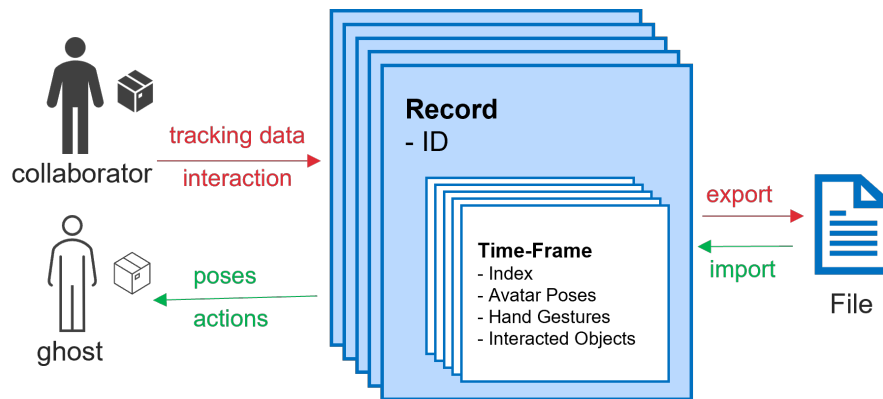 collaborator
tracking data
interaction
Record
- ID
Time-Frame
- Index
- Avatar Poses
- Hand Gestures
- Interacted Objects
export
import
File
poses
actions
ghost